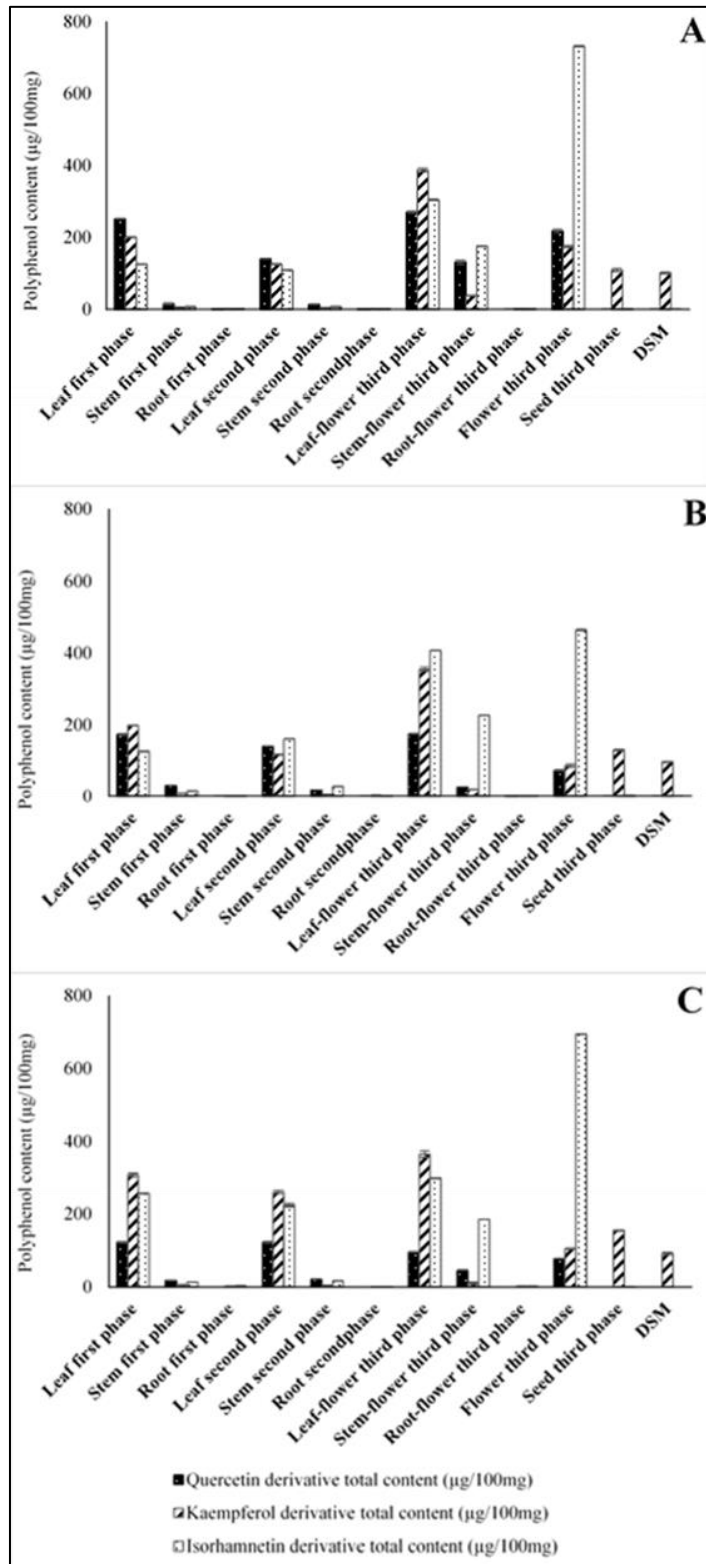 A
800
600
400
200
0
Polyphenol content (µg/100mg)
Leaf first phase
Stem first phase
Root first phase
Leaf second phase
Stem second phase
Root secondphase
Leaf-flower third phase
Stem-flower third phase
Root-flower third phase
Flower third phase
Seed third phase
DSM
B
800
600
400
200
0
Polyphenol content (µg/100mg)
Leaf first phase
Stem first phase
Root first phase
Leaf second phase
Stem second phase
Root secondphase
Leaf-flower third phase
Stem-flower third phase
Root-flower third phase
Flower third phase
Seed third phase
DSM
C
800
600
400
200
0
Polyphenol content (µg/100mg)
Leaf first phase
Stem first phase
Root first phase
Leaf second phase
Stem second phase
Root secondphase
Leaf-flower third phase
Stem-flower third phase
Root-flower third phase
Flower third phase
Seed third phase
DSM
Quercetin derivative total content (µg/100mg)
Kaempferol derivative total content (µg/100mg)
Isorhamnetin derivative total content (µg/100mg)